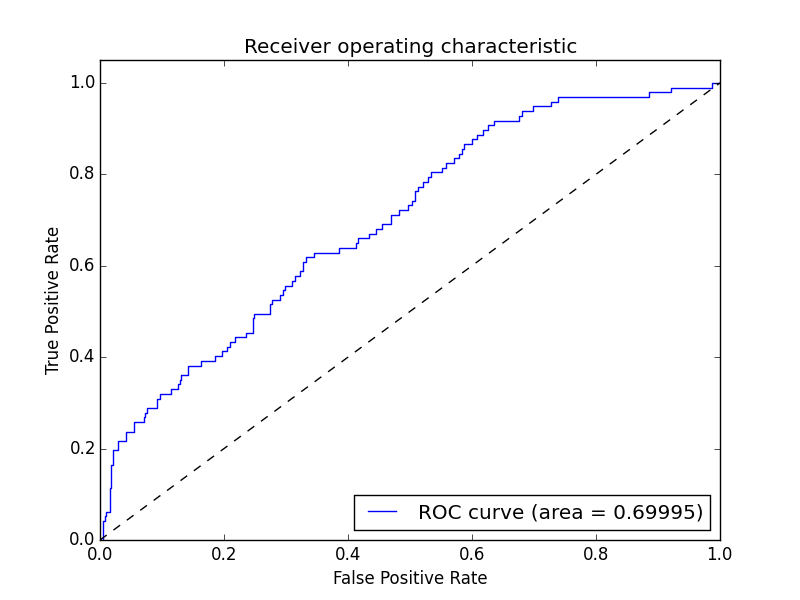 Receiver operating characteristic
1.0
0.8
0.6
0.4
0.2
0.0
True Positive Rate
ROC curve (area = 0.69995)
0.0 0.2 0.4 0.6 0.8 1.0
False Positive Rate